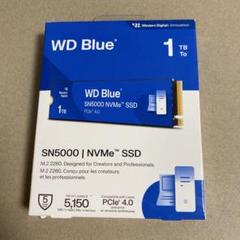 Western Digital
WD Blue®
1
TB
To
WD Blue®
SN5000 NVMe™ SSD
PCIe® 4.0
1TB
SN5000 | NVMe™ SSD
M.2 2280. Designed for Creators and Professionals.
M.2 2280. Conçu pour les créateurs
et les professionnels.
5
5,150
PCIe® 4.0